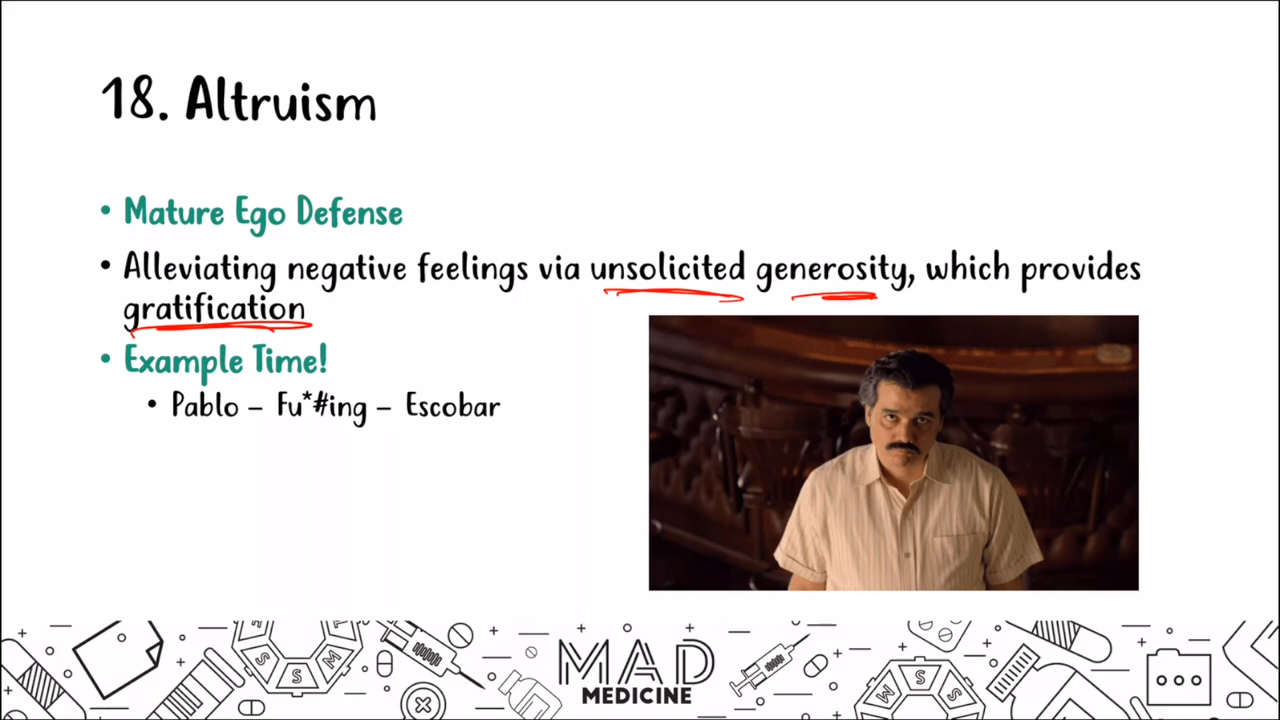 18. Altruism
• Mature Ego Defense
• Alleviating negative feelings via unsolicited generosity, which provides
gratification
• Example Time!
• Pablo – Fu*#ing – Escobar
MAD
MEDICINE